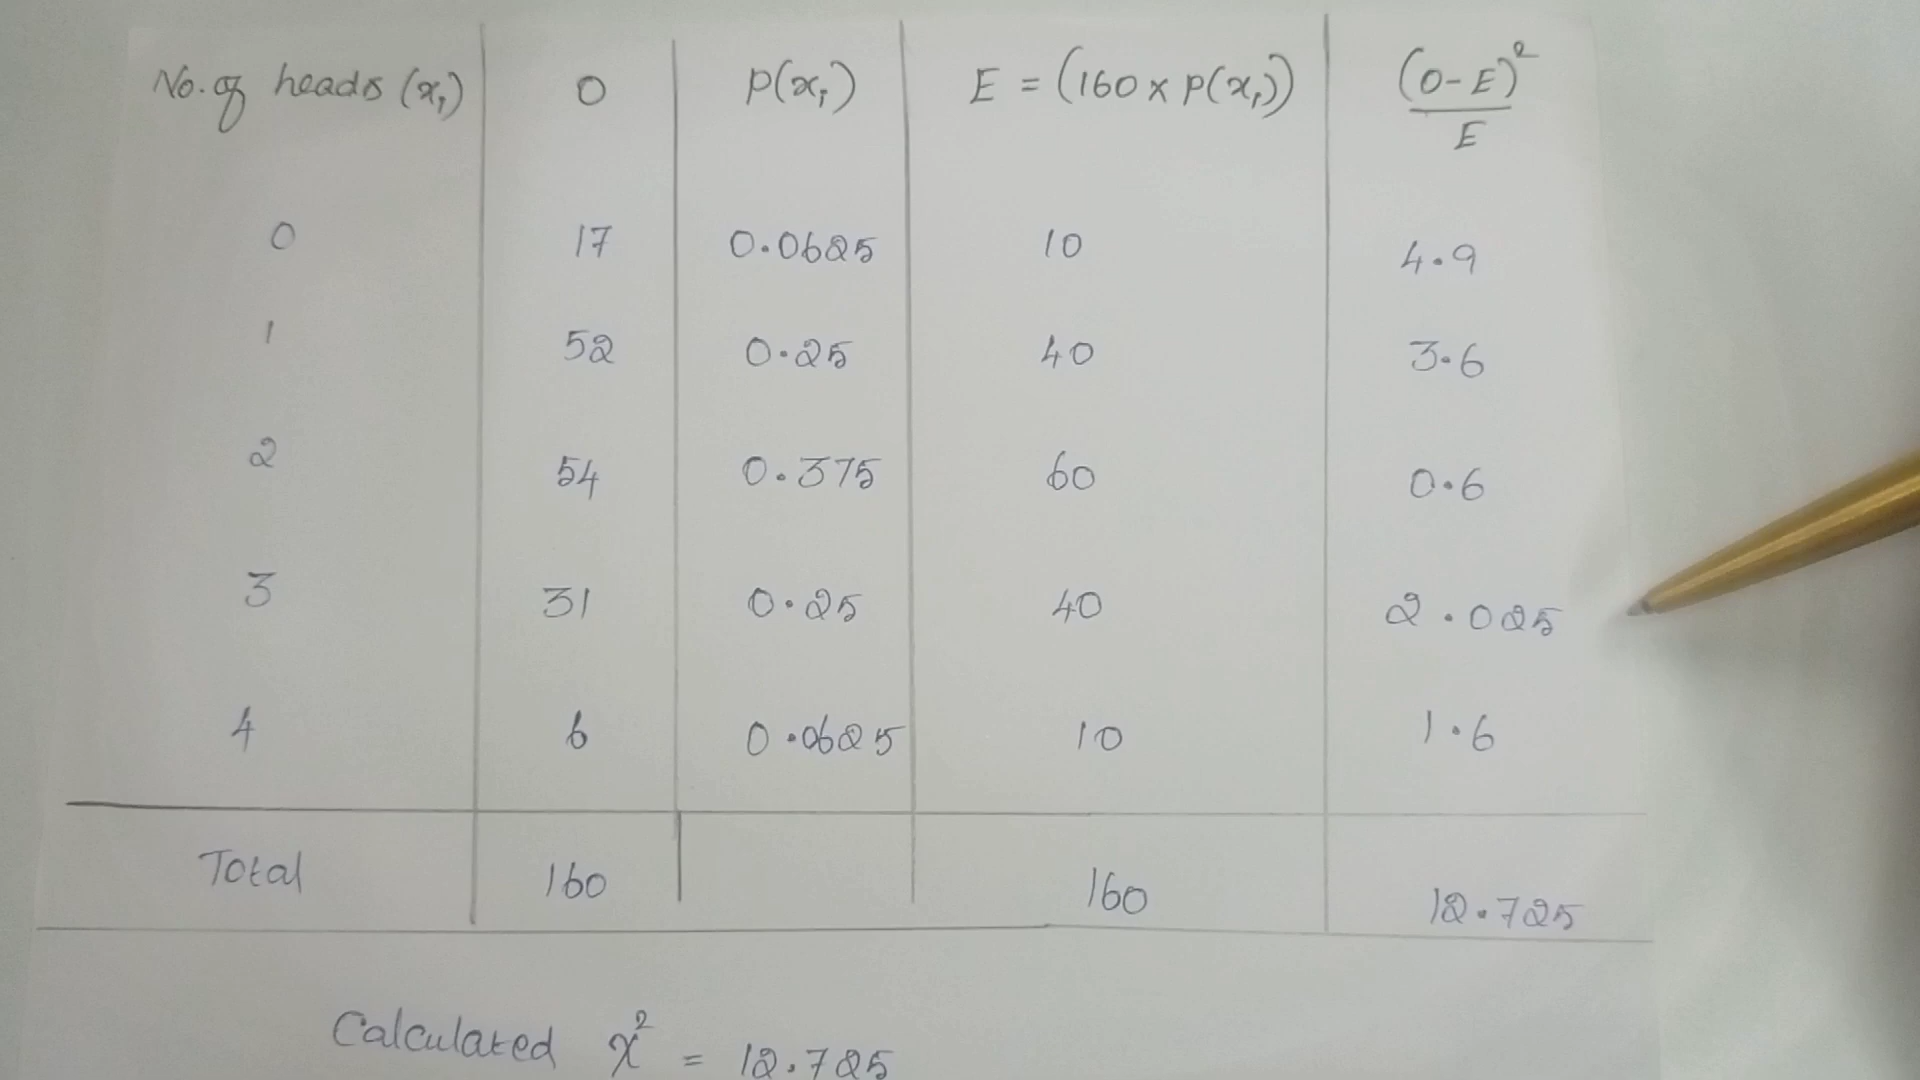 No. of heads (x₁) O P(x₁) E = (160 x P(x₁)) (O-E)²/E
0 17 0.0625 10 4.9
1 52 0.25 40 3.6
2 54 0.375 60 0.6
3 31 0.25 40 2.025
4 6 0.0625 10 1.6
Total 160 160 12.725
Calculated χ² = 12.725